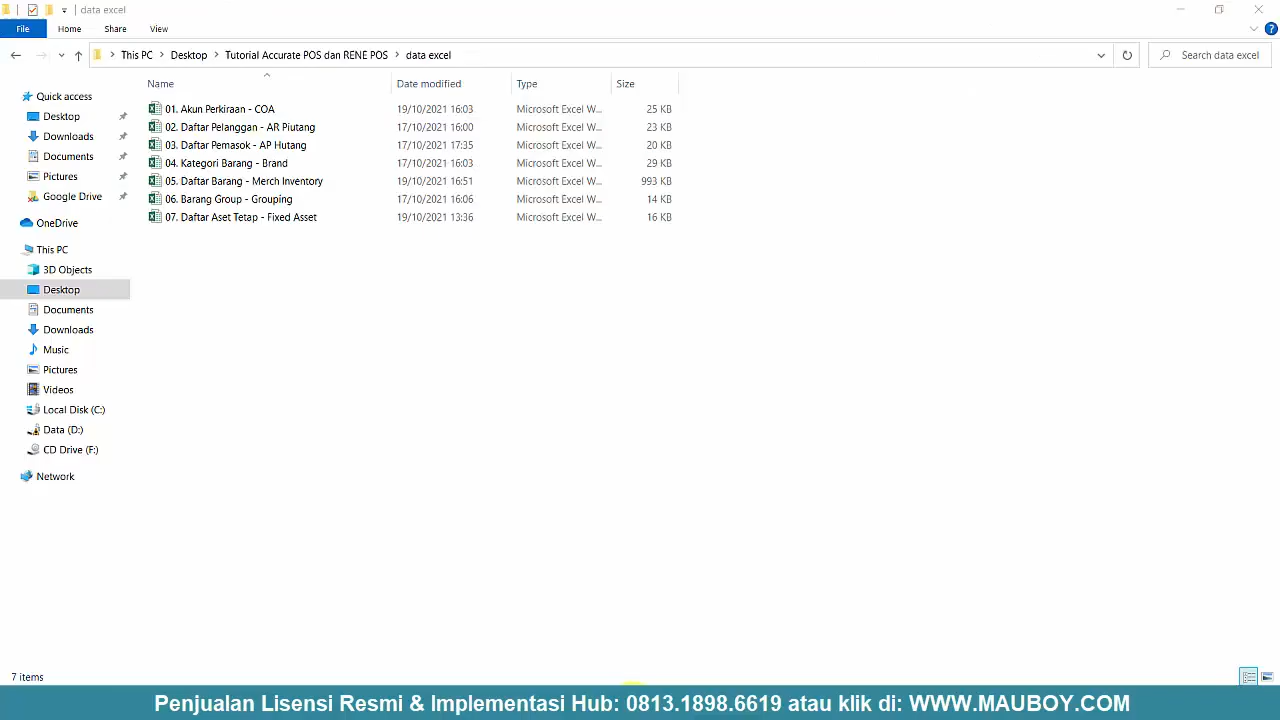 data excel
File Home Share View
This PC Desktop Tutorial Accurate POS dan RENE POS data excel Search data excel
Name Date modified Type Size
Quick access
Desktop
Downloads
Documents
Pictures
Google Drive
OneDrive
This PC
3D Objects
Desktop
Documents
Downloads
Music
Pictures
Videos
Local Disk (C:)
Data (D:)
CD Drive (F:)
Network
01. Akun Perkiraan - COA 19/10/2021 16:03 Microsoft Excel W... 25 KB
02. Daftar Pelanggan - AR Piutang 17/10/2021 16:00 Microsoft Excel W... 23 KB
03. Daftar Pemasok - AP Hutang 17/10/2021 17:35 Microsoft Excel W... 20 KB
04. Kategori Barang - Brand 17/10/2021 16:03 Microsoft Excel W... 29 KB
05. Daftar Barang - Merch Inventory 19/10/2021 16:51 Microsoft Excel W... 993 KB
06. Barang Group - Grouping 17/10/2021 16:06 Microsoft Excel W... 14 KB
07. Daftar Aset Tetap - Fixed Asset 19/10/2021 13:36 Microsoft Excel W... 16 KB
7 items
Penjualan Lisensi Resmi & Implementasi Hub: 0813.1898.6619 atau klik di: WWW.MAUBOY.COM